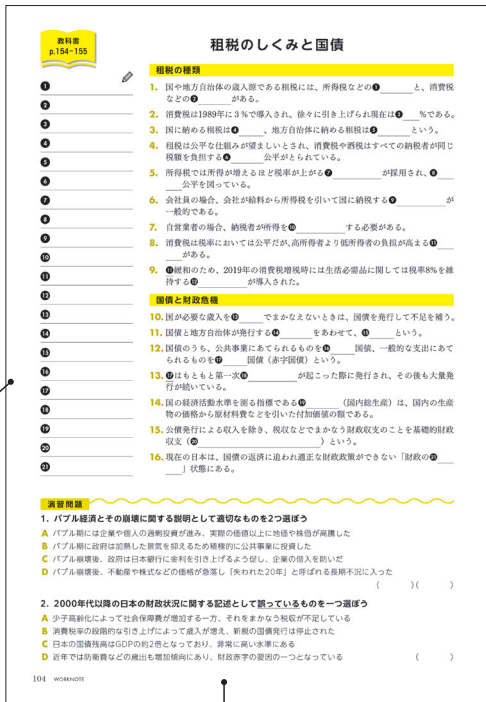 教科書
p.154-155
租税のしくみと国債
租税の種類
❶
❷
❸
❹
❺
❻
❼
❽
❾
❿
⓫
⓬
⓭
⓮
⓯
⓰
⓱
⓲
⓳
⓴
㉑
1. 国や地方自治体の歳入源である租税には、所得税などの❶ と、消費税
などの❷ がある。
2. 消費税は1989年に3%で導入され、徐々に引き上げられ現在は❸ %である。
3. 国に納める租税は❹ 、地方自治体に納める租税は❺ という。
4. 租税は公平な仕組みが望ましいとされ、消費税や酒税はすべての納税者が同じ
税額を負担する❻ 公平がとられている。
5. 所得税では所得が増えるほど税率が上がる❼ が採用され、❽
公平を図っている。
6. 会社員の場合、会社が給料から所得税を引いて国に納税する❾ が
一般的である。
7. 自営業者の場合、納税者が所得を❿ する必要がある。
8. 消費税は税率においては公平だが、高所得者より低所得者の負担が高まる⓫
がある。
9. ⓫緩和のため、2019年の消費税増税時には生活必需品に関しては税率8%を維
持する⓬ が導入された。
国債と財政危機
10. 国が必要な歳入を⓭ でまかなえないときは、国債を発行して不足を補う。
11. 国債と地方自治体が発行する⓮ をあわせて、⓯ という。
12. 国債のうち、公共事業にあてられるものを⓰ 国債、一般的な支出にあて
られるものを⓱ 国債（赤字国債）という。
13. ⓱はもともと第一次⓲ が起こった際に発行され、その後も大量発
行が続いている。
14. 国の経済活動水準を測る指標である⓳ （国内総生産）は、国内の生産
物の価格から原材料費などを引いた付加価値の額である。
15. 公債発行による収入を除き、税収などでまかなう財政収支のことを基礎的財政
収支（⓴ ）という。
16. 現在の日本は、国債の返済に追われ適正な財政政策ができない「財政の㉑
」状態にある。
演習問題
1. バブル経済とその崩壊に関する説明として適切なものを2つ選ぼう
A バブル期には企業や個人の過剰投資が進み、実際の価値以上に地価や株価が高騰した
B バブル期に政府は加熱した景気を抑えるため積極的に公共事業に投資した
C バブル崩壊後、政府は日本銀行に金利を引き上げるよう促し、企業の借入を防いだ
D バブル崩壊後、不動産や株式などの価格が急落し「失われた20年」と呼ばれる長期不況に入った
（ ）（ ）
2. 2000年代以降の日本の財政状況に関する記述として誤っているものを一つ選ぼう
A 少子高齢化によって社会保障費が増加する一方、それをまかなう税収が不足している
B 消費税率の段階的な引き上げによって歳入が増え、新規の国債発行は停止された
C 日本の国債残高はGDPの約2倍となっており、非常に高い水準にある
D 近年では防衛費などの歳出も増加傾向にあり、財政赤字の要因の一つとなっている （ ）
104 WORKNOTE